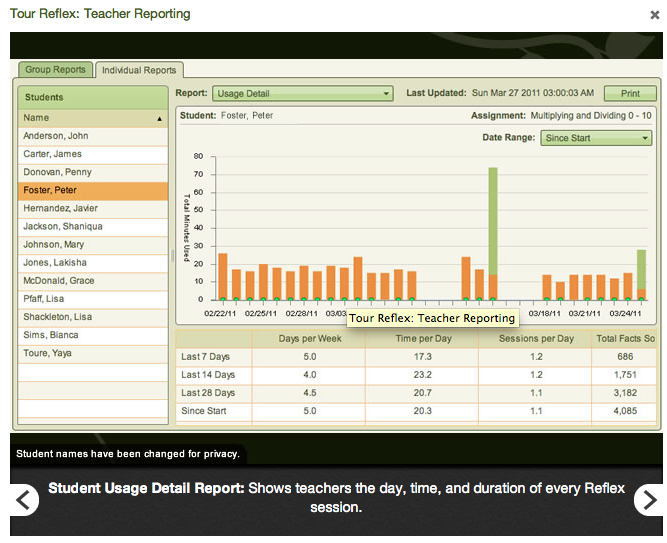 Tour Reflex: Teacher Reporting
Group Reports Individual Reports
Students
Name
Anderson, John
Carter, James
Donovan, Penny
Foster, Peter
Hernandez, Javier
Jackson, Shaniqua
Johnson, Mary
Jones, Lakisha
McDonald, Grace
Pfaff, Lisa
Shackleton, Lisa
Sims, Bianca
Toure, Yaya
Report: Usage Detail Last Updated: Sun Mar 27 2011 03:00:03 AM Print
Student: Foster, Peter Assignment: Multiplying and Dividing 0 - 10
Date Range: Since Start
Total Minutes Used
80
70
60
50
40
30
20
10
0
02/22/11 02/25/11 02/28/11 03/03 03/18/11 03/21/11 03/24/11
Tour Reflex: Teacher Reporting
Days per Week Time per Day Sessions per Day Total Facts So
Last 7 Days 5.0 17.3 1.2 686
Last 14 Days 4.0 23.2 1.2 1,751
Last 28 Days 4.5 20.7 1.1 3,182
Since Start 5.0 20.3 1.1 4,085
Student names have been changed for privacy.
Student Usage Detail Report: Shows teachers the day, time, and duration of every Reflex
session.